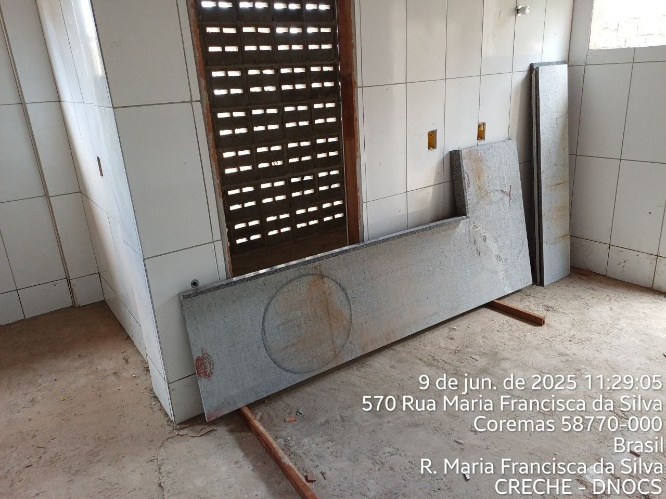 9 de jun. de 2025 11:29:05
570 Rua Maria Francisca da Silva
Coremas 58770-000
Brasil
R. Maria Francisca da Silva
CRECHE - DNOCS